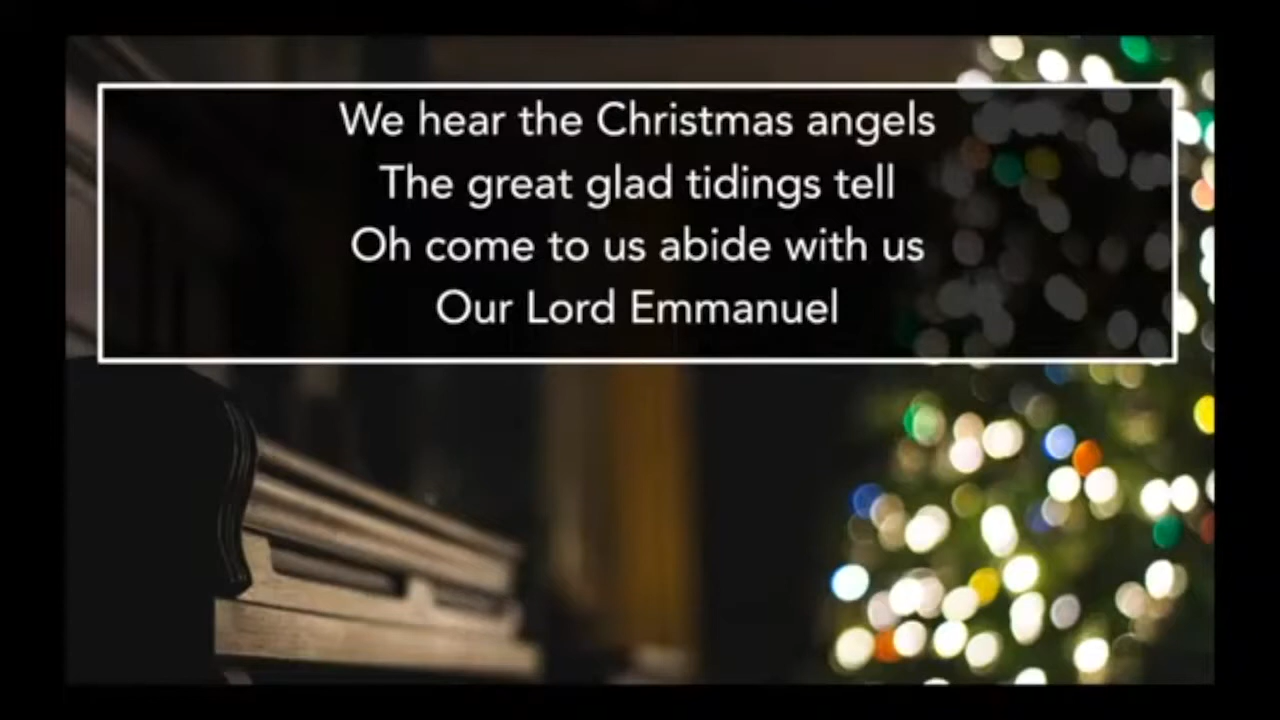 We hear the Christmas angels
The great glad tidings tell
Oh come to us abide with us
Our Lord Emmanuel